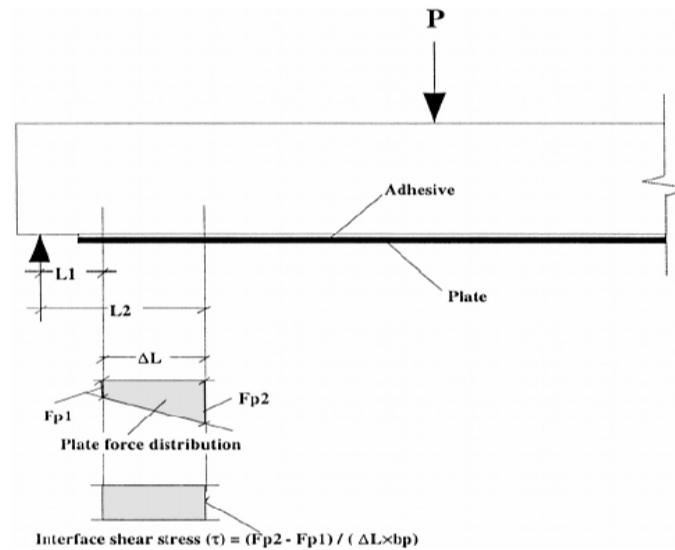 P
Adhesive
L1
Plate
L2
ΔL
Fp1
Fp2
Plate force distribution
Interface shear stress (τ) = (Fp2 - Fp1) / ( ΔL×bp)